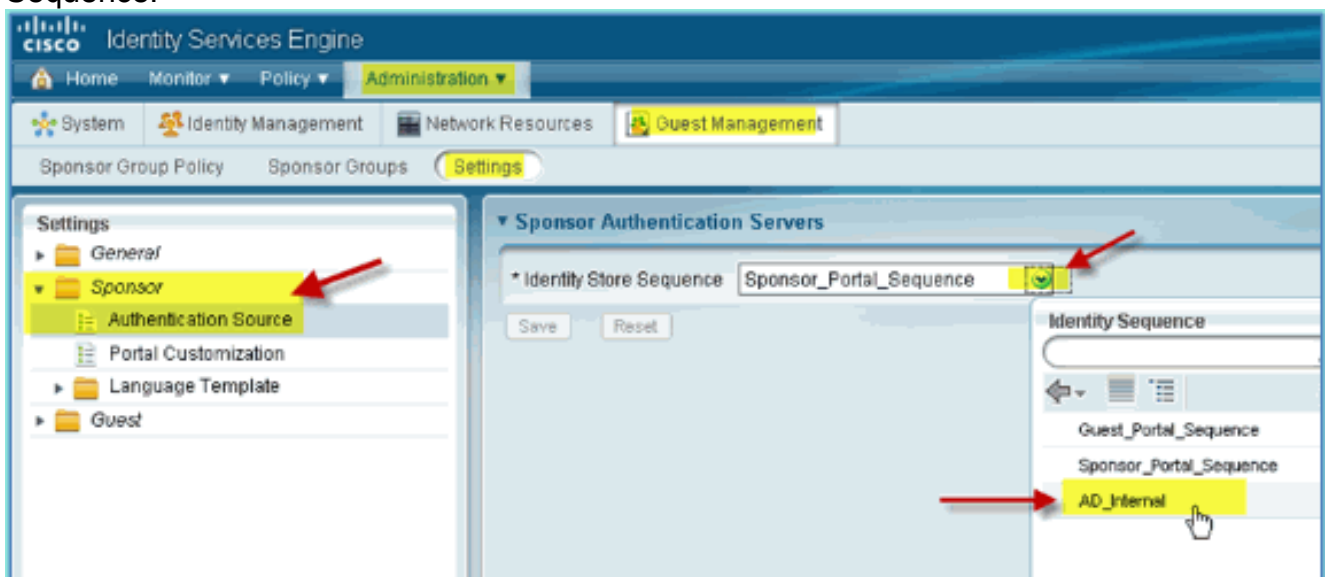 Sequence.
cisco Identity Services Engine
Home Monitor ▾ Policy ▾ Administration ▾
System Identity Management Network Resources Guest Management
Sponsor Group Policy Sponsor Groups Settings
Settings
General
Sponsor
Authentication Source
Portal Customization
Language Template
Guest
Sponsor Authentication Servers
* Identity Store Sequence Sponsor_Portal_Sequence
Save Reset
Identity Sequence
Guest_Portal_Sequence
Sponsor_Portal_Sequence
AD_Internal